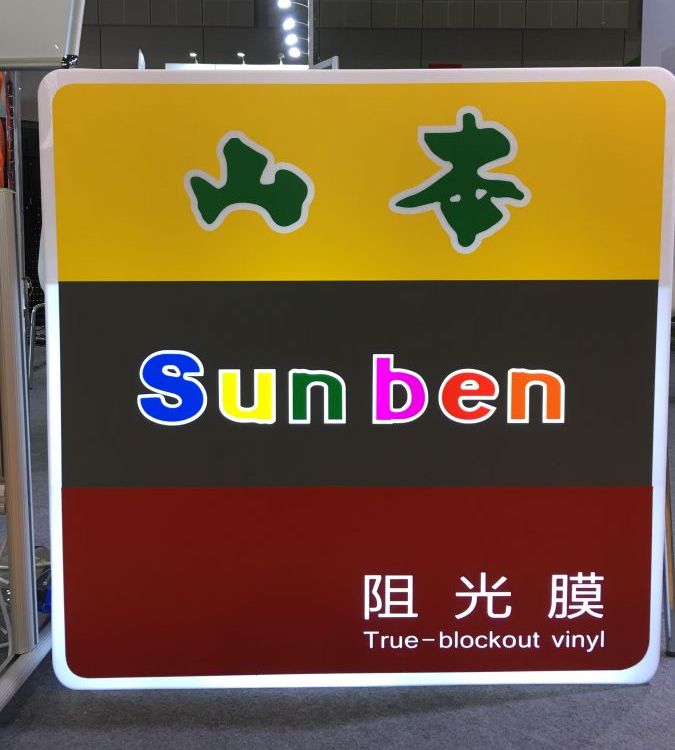 山本
Sunben
阻光膜
True-blockout vinyl